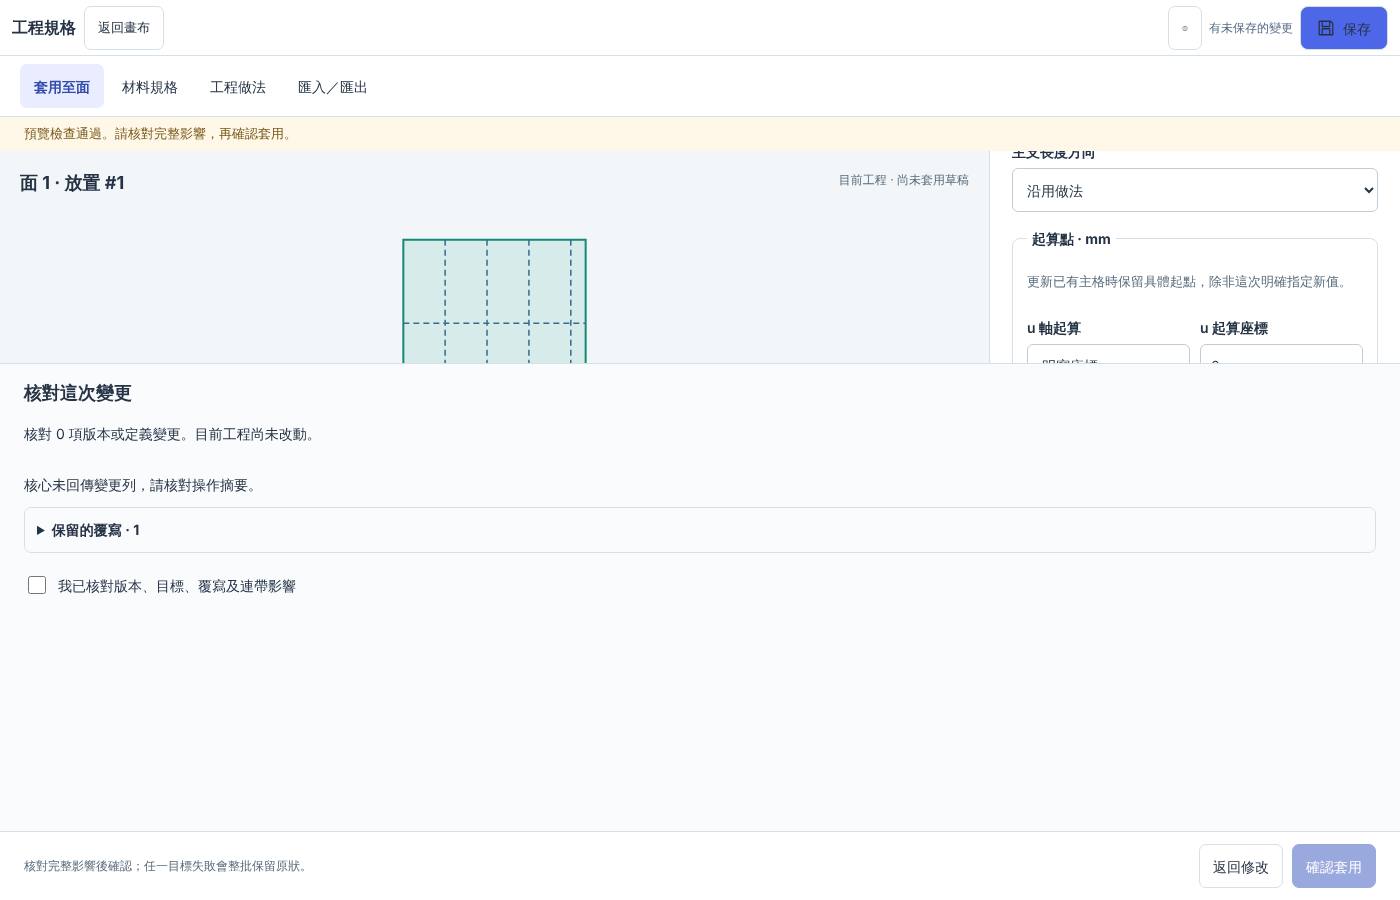 工程規格
返回畫布
有未保存的變更
保存
套用至面
材料規格
工程做法
匯入／匯出
預覽檢查通過。請核對完整影響，再確認套用。
面 1 · 放置 #1
目前工程 · 尚未套用草稿
主支長度方向
沿用做法
起算點 · mm
更新已有主格時保留具體起點，除非這次明確指定新值。
u 軸起算
u 起算座標
核對這次變更
核對 0 項版本或定義變更。目前工程尚未改動。
核心未回傳變更列，請核對操作摘要。
保留的覆寫 · 1
我已核對版本、目標、覆寫及連帶影響
核對完整影響後確認；任一目標失敗會整批保留原狀。
返回修改
確認套用